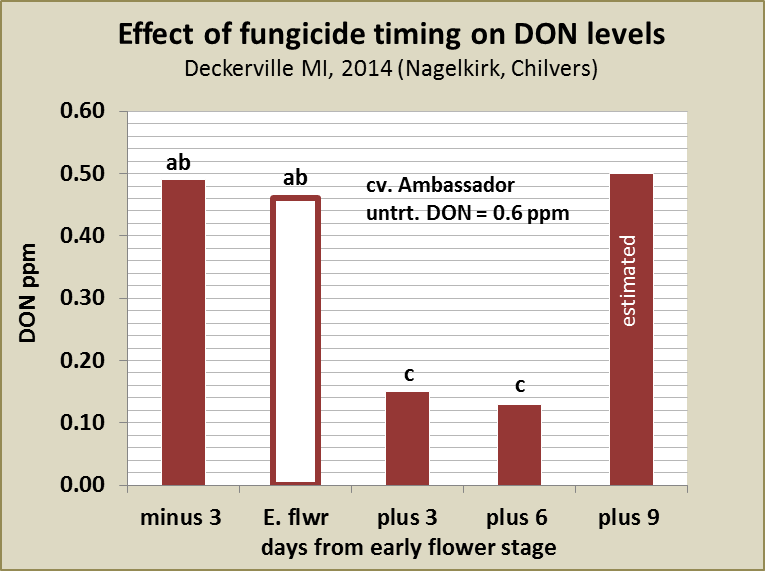 Effect of fungicide timing on DON levels
Deckerville MI, 2014 (Nagelkirk, Chilvers)
0.60
0.50
0.40
0.30
0.20
0.10
0.00
DON ppm
ab
ab
cv. Ambassador
untrt. DON = 0.6 ppm
c
c
estimated
minus 3
E. flwr
plus 3
plus 6
plus 9
days from early flower stage